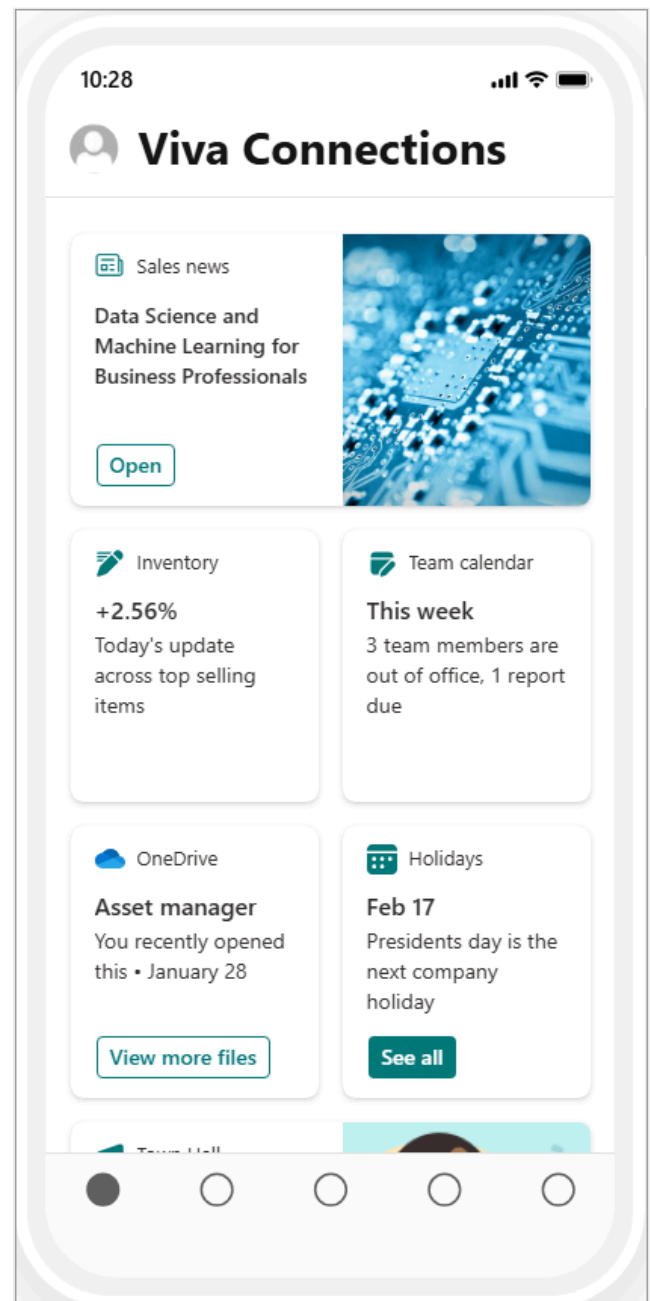 10:28
Viva Connections
Sales news
Data Science and
Machine Learning for
Business Professionals
Open
Inventory
+2.56%
Today's update
across top selling
items
Team calendar
This week
3 team members are
out of office, 1 report
due
OneDrive
Asset manager
You recently opened
this • January 28
View more files
Holidays
Feb 17
Presidents day is the
next company
holiday
See all
Town Hall